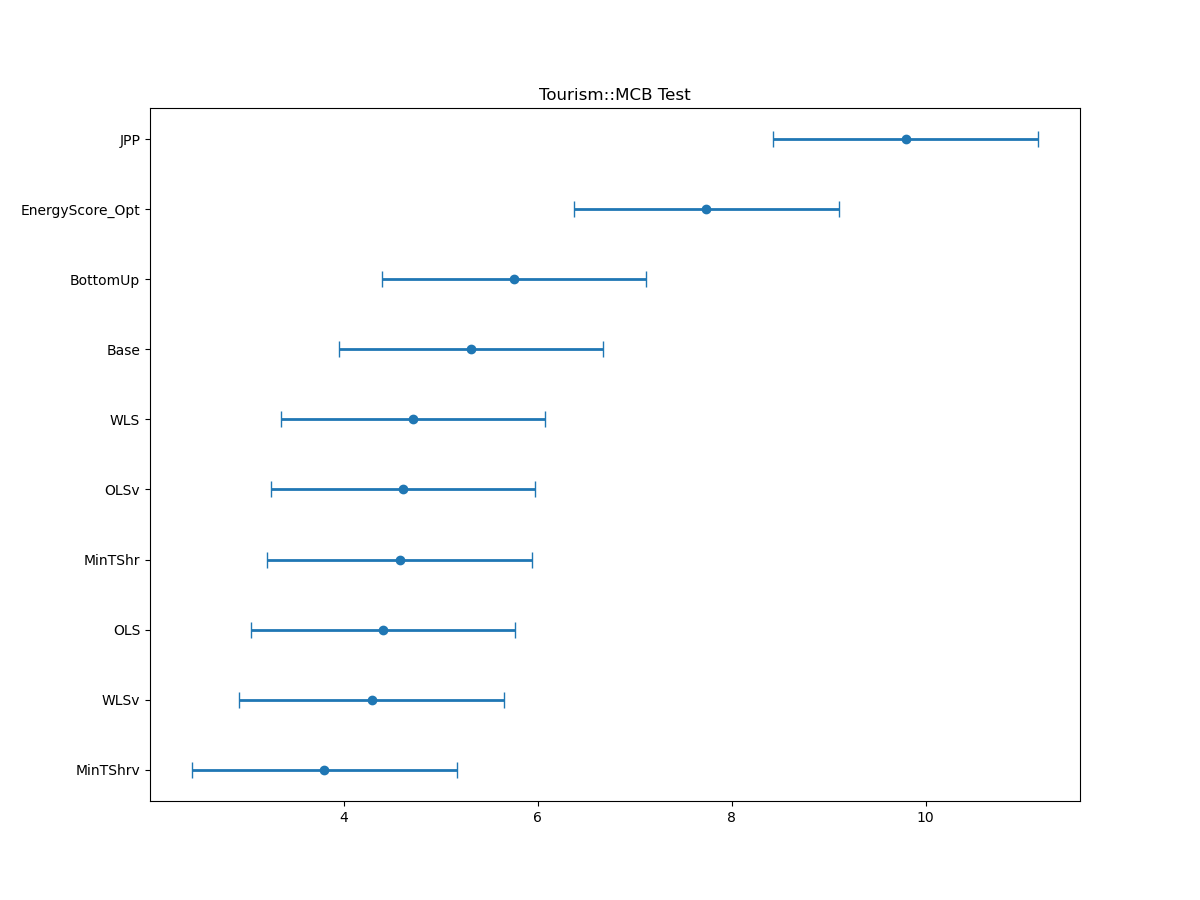 Tourism::MCB Test
JPP
EnergyScore_Opt
BottomUp
Base
WLS
OLSv
MinTShr
OLS
WLSv
MinTShrv
4 6 8 10